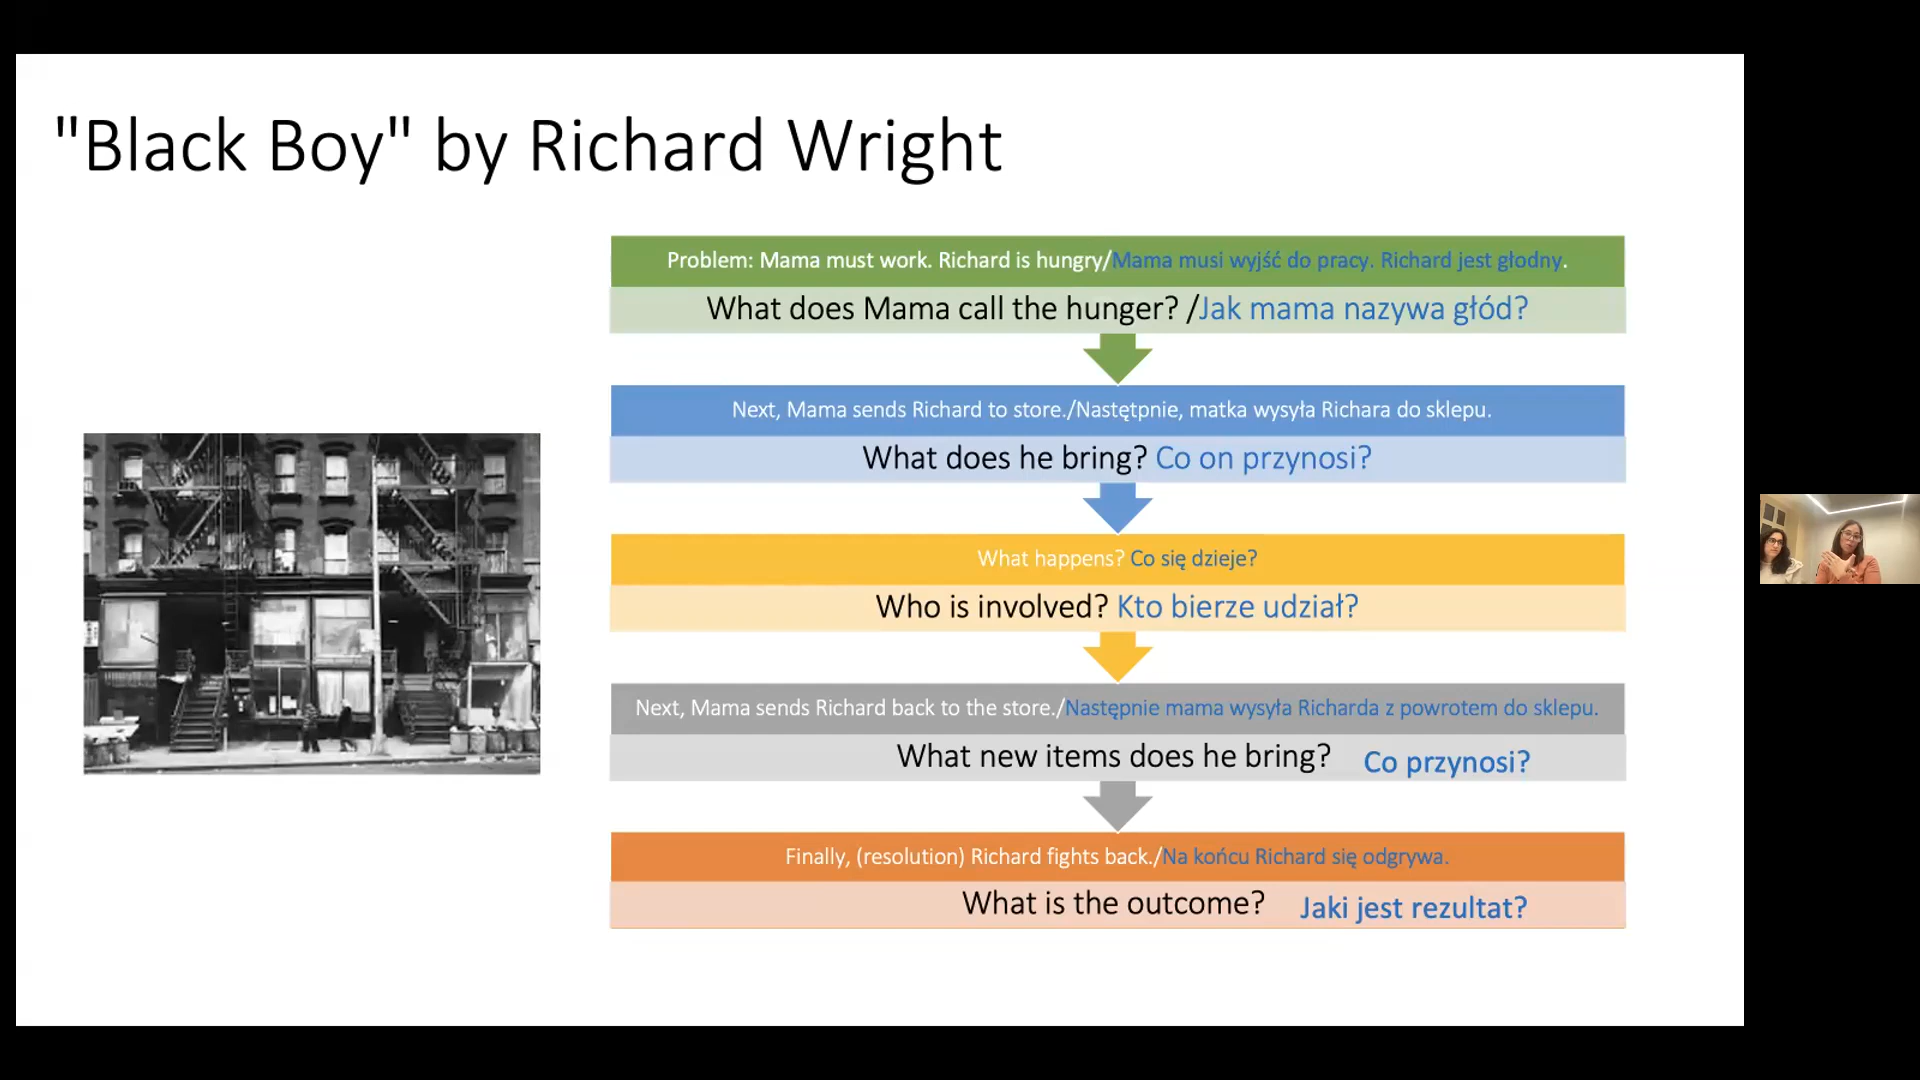 "Black Boy" by Richard Wright
Problem: Mama must work. Richard is hungry/Mama musi wyjść do pracy. Richard jest głodny.
What does Mama call the hunger? /Jak mama nazywa głód?
Next, Mama sends Richard to store./Nastętpnie, matka wysyła Richara do sklepu.
What does he bring? Co on przynosi?
What happens? Co się dzieje?
Who is involved? Kto bierze udział?
Next, Mama sends Richard back to the store./Następnie mama wysyła Richarda z powrotem do sklepu.
What new items does he bring? Co przynosi?
Finally, (resolution) Richard fights back./Na końcu Richard się odgrywa.
What is the outcome? Jaki jest rezultat?